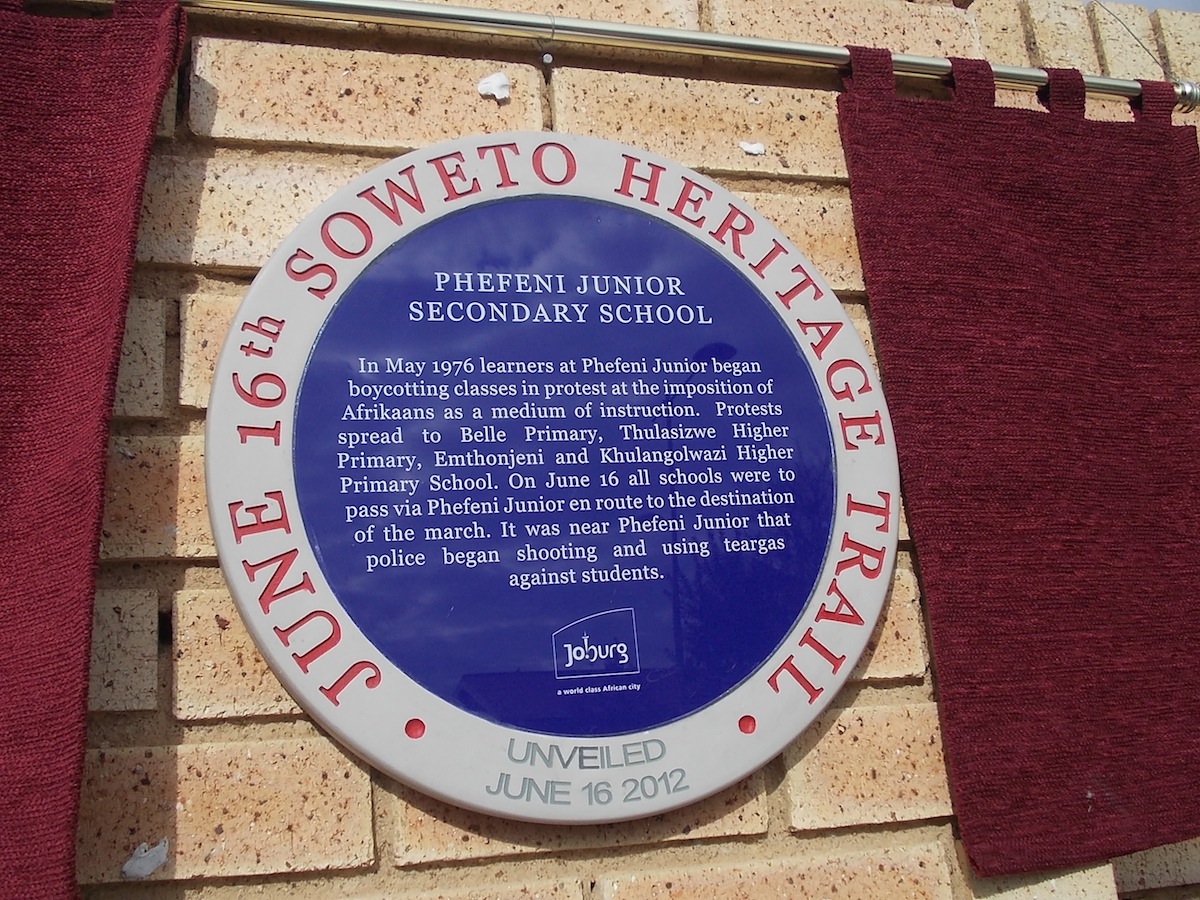 JUNE 16th SOWETO HERITAGE TRAIL
PHEFENI JUNIOR
SECONDARY SCHOOL
In May 1976 learners at Phefeni Junior began
boycotting classes in protest at the imposition of
Afrikaans as a medium of instruction. Protests
spread to Belle Primary, Thulasizwe Higher
Primary, Emthonjeni and Khulangolwazi Higher
Primary School. On June 16 all schools were to
pass via Phefeni Junior en route to the destination
of the march. It was near Phefeni Junior that
police began shooting and using teargas
against students.
Joburg
a world class African city
UNVEILED
JUNE 16 2012